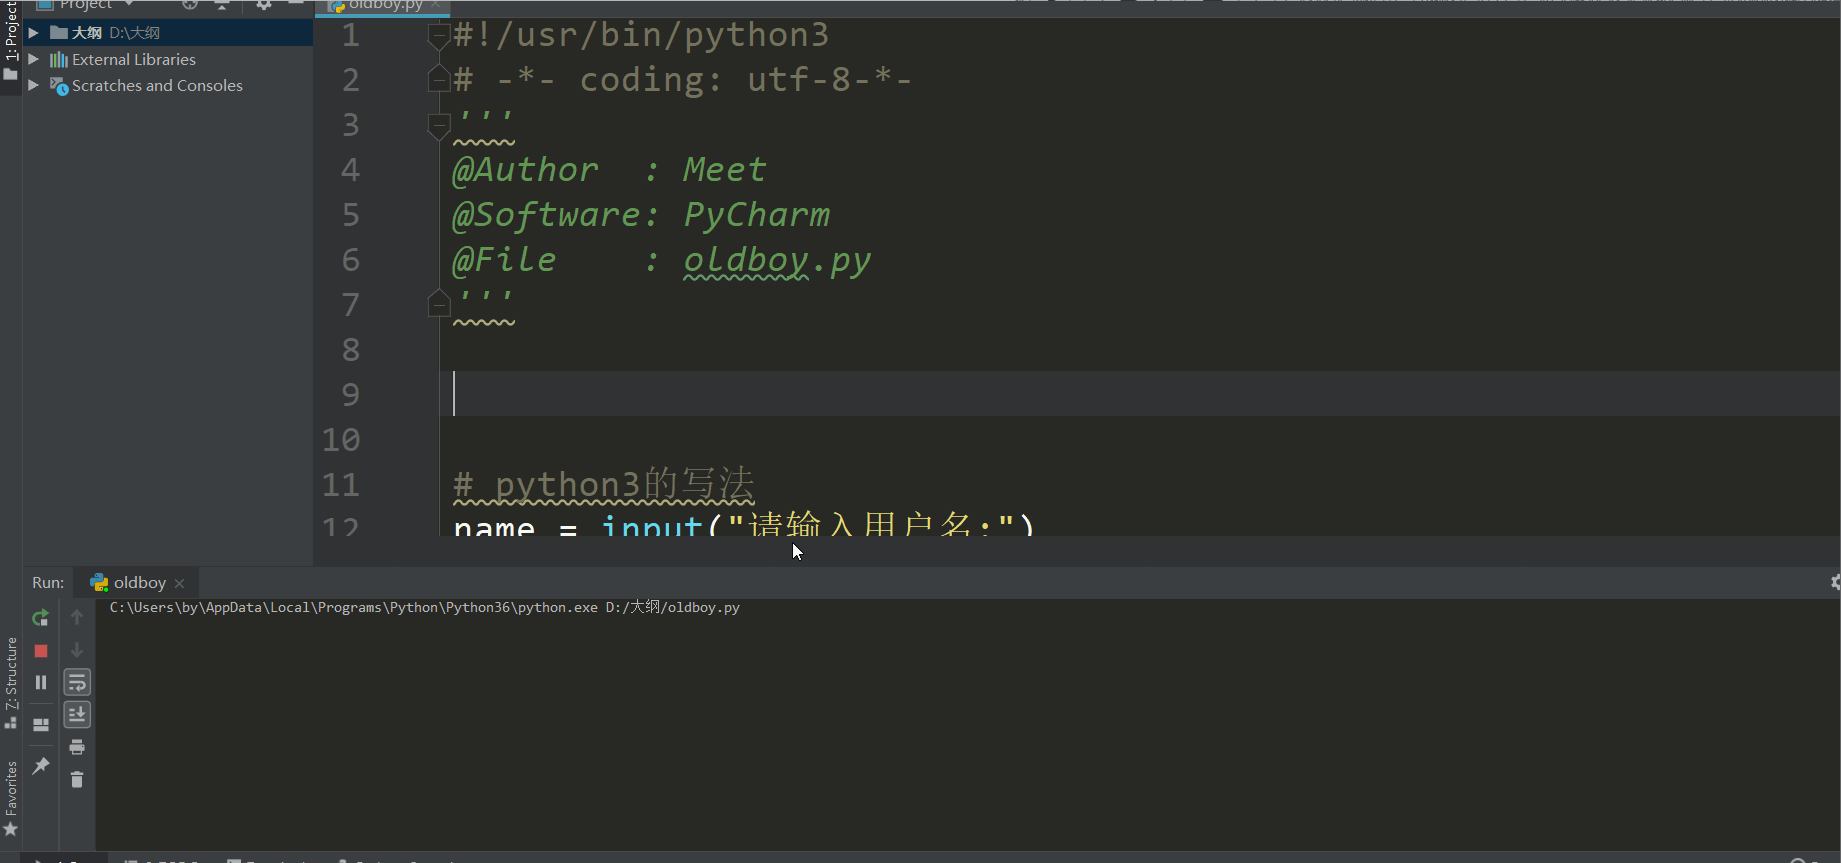 Project
oldboy.py
1: Project
大纲 D:\大纲
External Libraries
Scratches and Consoles
1 #!/usr/bin/python3
2 # -*- coding: utf-8-*-
3 '''
4 @Author : Meet
5 @Software: PyCharm
6 @File : oldboy.py
7 '''
8
9
10
11 # python3的写法
12 name = input("请输入用户名:")
Run: oldboy
C:\Users\by\AppData\Local\Programs\Python\Python36\python.exe D:/大纲/oldboy.py
Z: Structure
Favorites